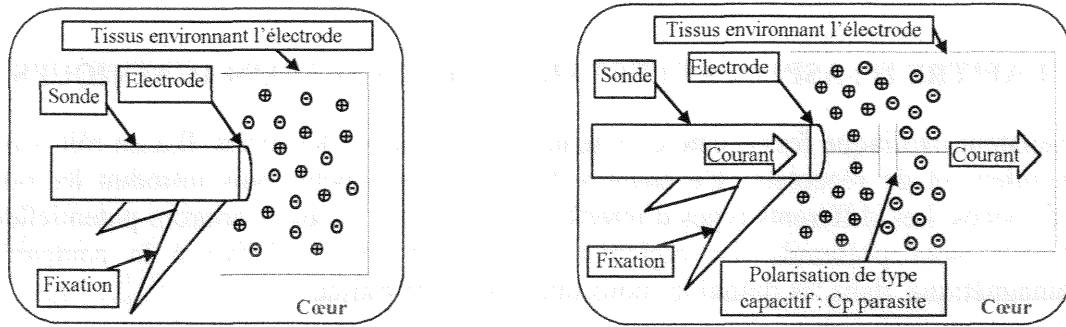 Tissus environnant l'électrode
Sonde
Electrode
Fixation
Cœur
Tissus environnant l'électrode
Sonde
Electrode
Courant
Courant
Fixation
Polarisation de type
capacitif : Cp parasite
Cœur